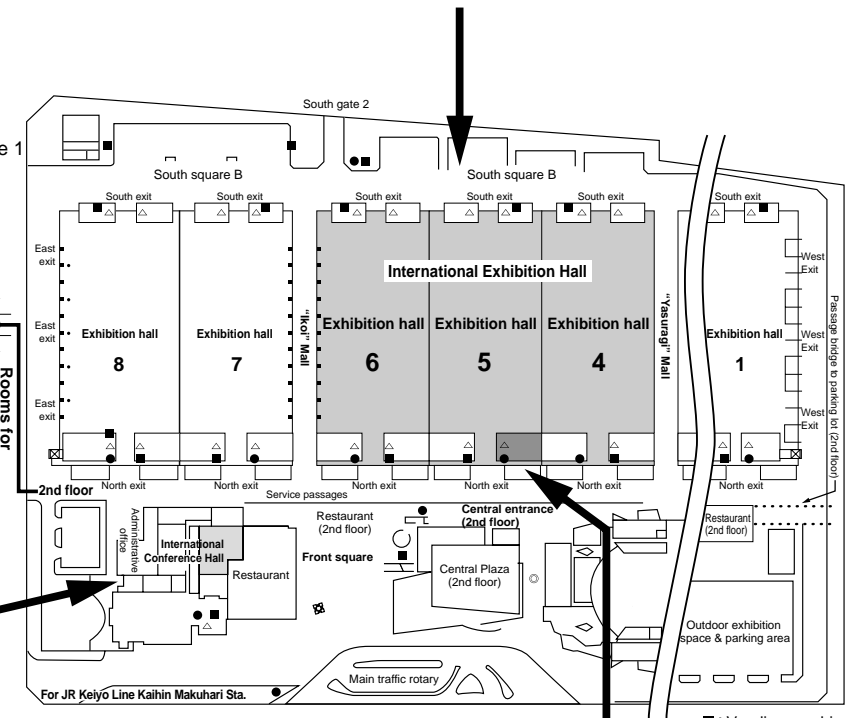 South gate 2
South square B
South square B
South exit
South exit
South exit
South exit
South exit
South exit
East
exit
East
exit
East
exit
West
Exit
West
Exit
West
Exit
International Exhibition Hall
Exhibition hall
8
Exhibition hall
7
"Ikoi" Mall
Exhibition hall
6
Exhibition hall
5
Exhibition hall
4
"Yasuragi" Mall
Exhibition hall
1
Passage bridge to parking lot (2nd floor)
Rooms for
2nd floor
North exit
North exit
North exit
North exit
North exit
North exit
Service passages
Administrative
office
International
Conference Hall
Restaurant
Restaurant
(2nd floor)
Front square
Central entrance
(2nd floor)
Central Plaza
(2nd floor)
Restaurant
(2nd floor)
Outdoor exhibition
space & parking area
Main traffic rotary
For JR Keiyo Line Kaihin Makuhari Sta.